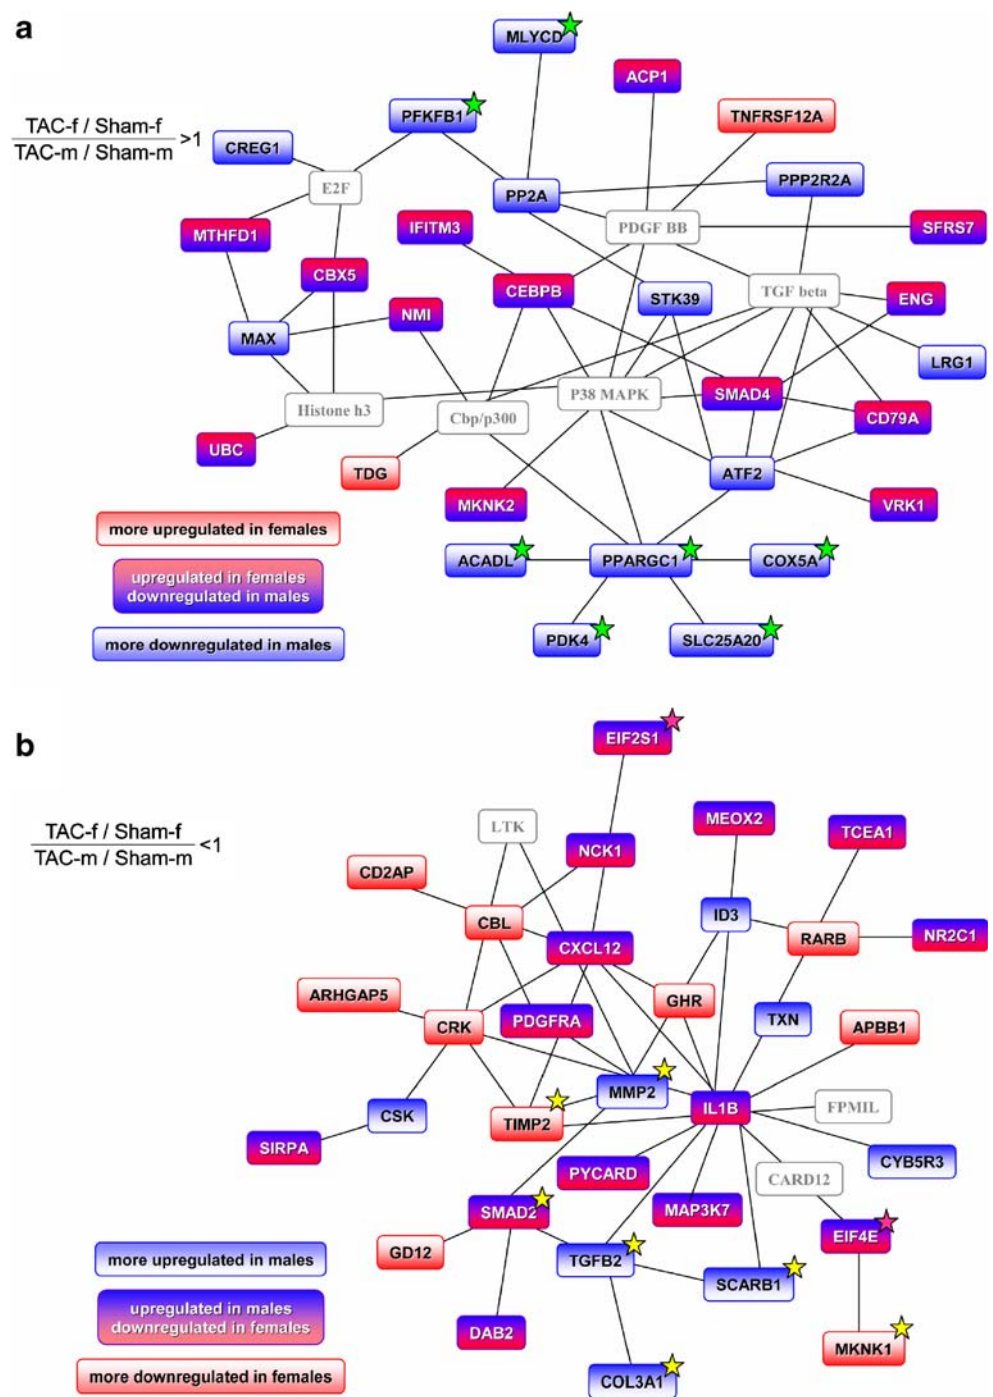 a
MLYCD
ACP1
TAC-f / Sham-f
TAC-m / Sham-m
>1
PFKFB1
TNFRSF12A
CREG1
E2F
PP2A
PPP2R2A
MTHFD1
IFITM3
PDGF BB
SFRS7
CBX5
CEBPB
STK39
TGF beta
ENG
NMI
MAX
LRG1
Histone h3
Cbp/p300
P38 MAPK
SMAD4
CD79A
UBC
TDG
ATF2
MKNK2
VRK1
more upregulated in females
upregulated in females
downregulated in males
more downregulated in males
ACADL
PPARGC1
COX5A
PDK4
SLC25A20
b
EIF2S1
TAC-f / Sham-f
TAC-m / Sham-m
<1
LTK
NCK1
MEOX2
TCEA1
CD2AP
CBL
ID3
CXCL12
RARB
NR2C1
ARHGAP5
GHR
CRK
PDGFRA
TXN
APBB1
MMP2
CSK
TIMP2
IL1B
FPMIL
SIRPA
CYB5R3
PYCARD
CARD12
SMAD2
MAP3K7
EIF4E
GD12
TGFB2
SCARB1
DAB2
MKNK1
COL3A1
more upregulated in males
upregulated in males
downregulated in females
more downregulated in females